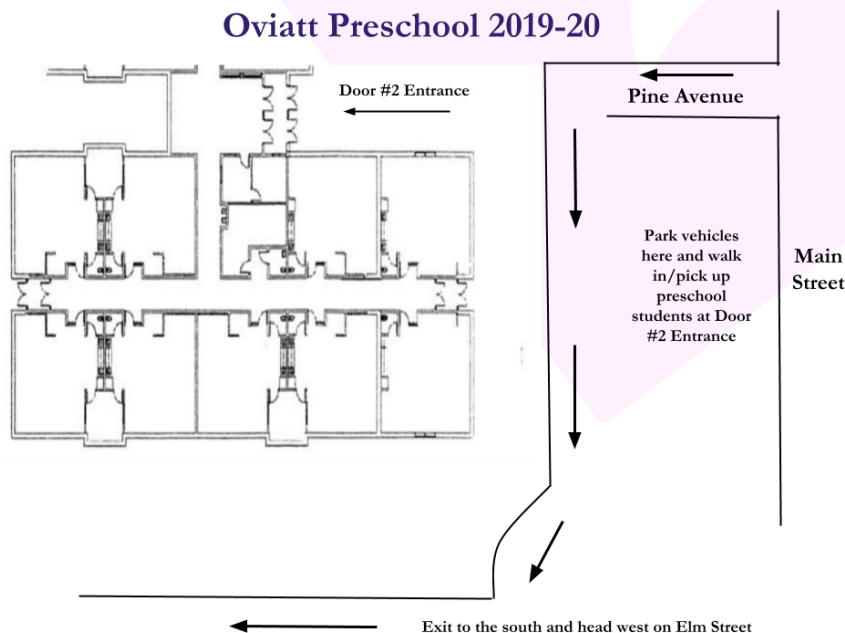 Oviatt Preschool 2019-20
Door #2 Entrance
Pine Avenue
Park vehicles
here and walk
in/pick up
preschool
students at Door
#2 Entrance
Main
Street
Exit to the south and head west on Elm Street